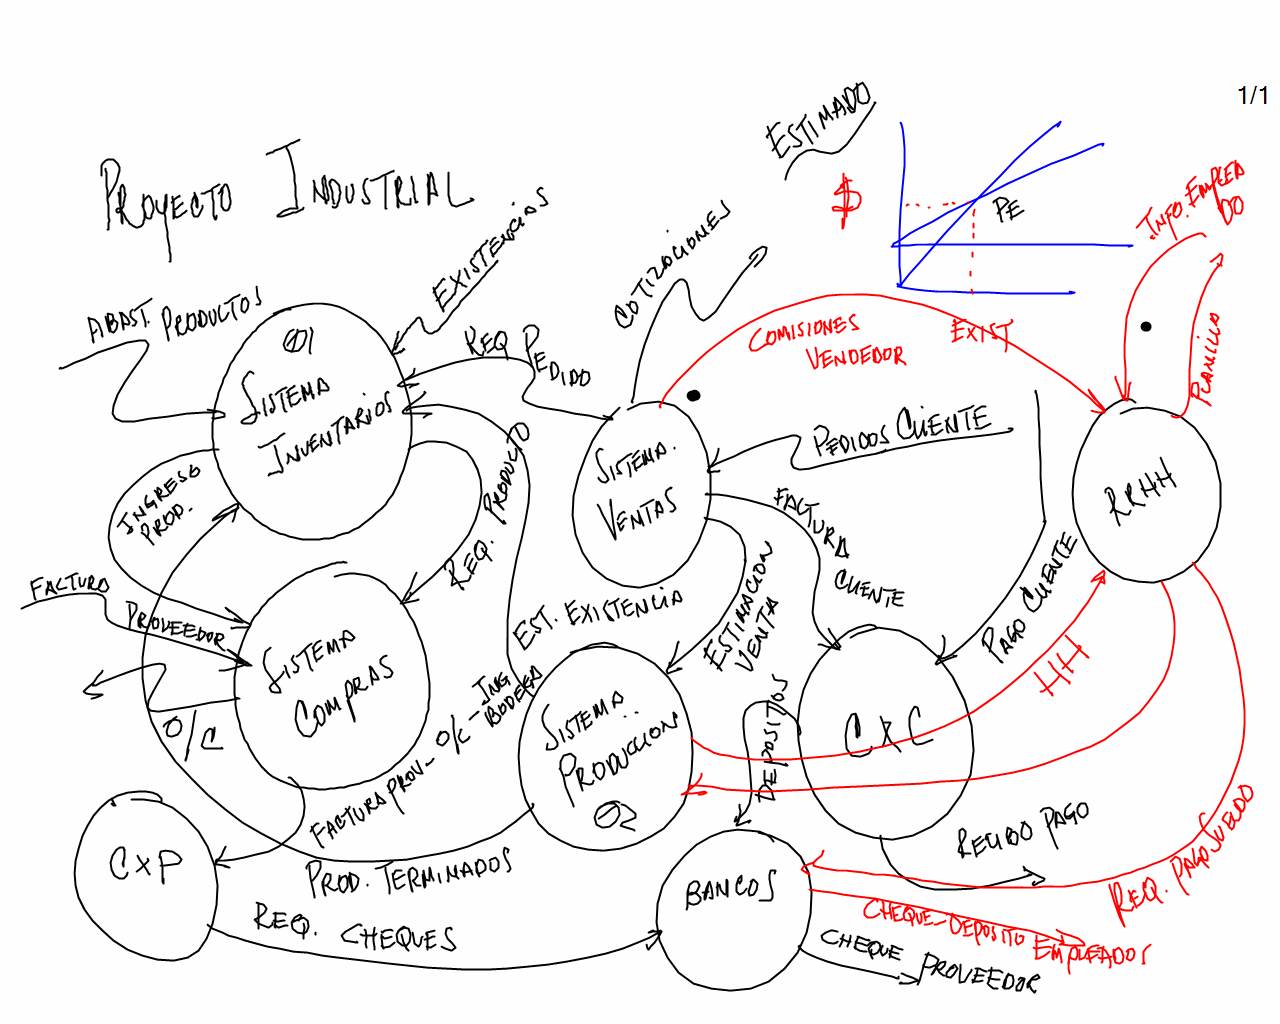 1/1
ESTIMADO
PROYECTO INDUSTRIAL
$
PE
INFO. EMPLEA
DO
EXISTENCIAS
COTIZACIONES
ABAST. PRODUCTOS
01
SISTEMA
INVENTARIOS
REQ PEDIDO
COMISIONES
VENDEDOR
EXIST
PLANILLA
PEDIDOS CLIENTE
SISTEMA.
VENTAS
RRHH
INGRESO
PROD.
REQ. PRODUCTO
FACTURA
CLIENTE
PAGO CLIENTE
FACTURA
PROVEEDOR
SISTEMA
COMPRAS
O/C
EST. EXISTENCIA
ESTIMACION
VENTA
HH
FACTURA PROV- O/C - ING
BODEGA
SISTEMA
PRODUCCION
02
DEPOSITOS
CXC
CXP
PROD. TERMINADOS
RECIBO PAGO
REQ. PAGO SUELDO
BANCOS
REQ. CHEQUES
CHEQUE-DEPOSITO
EMPLEADOS
CHEQUE
PROVEEDOR